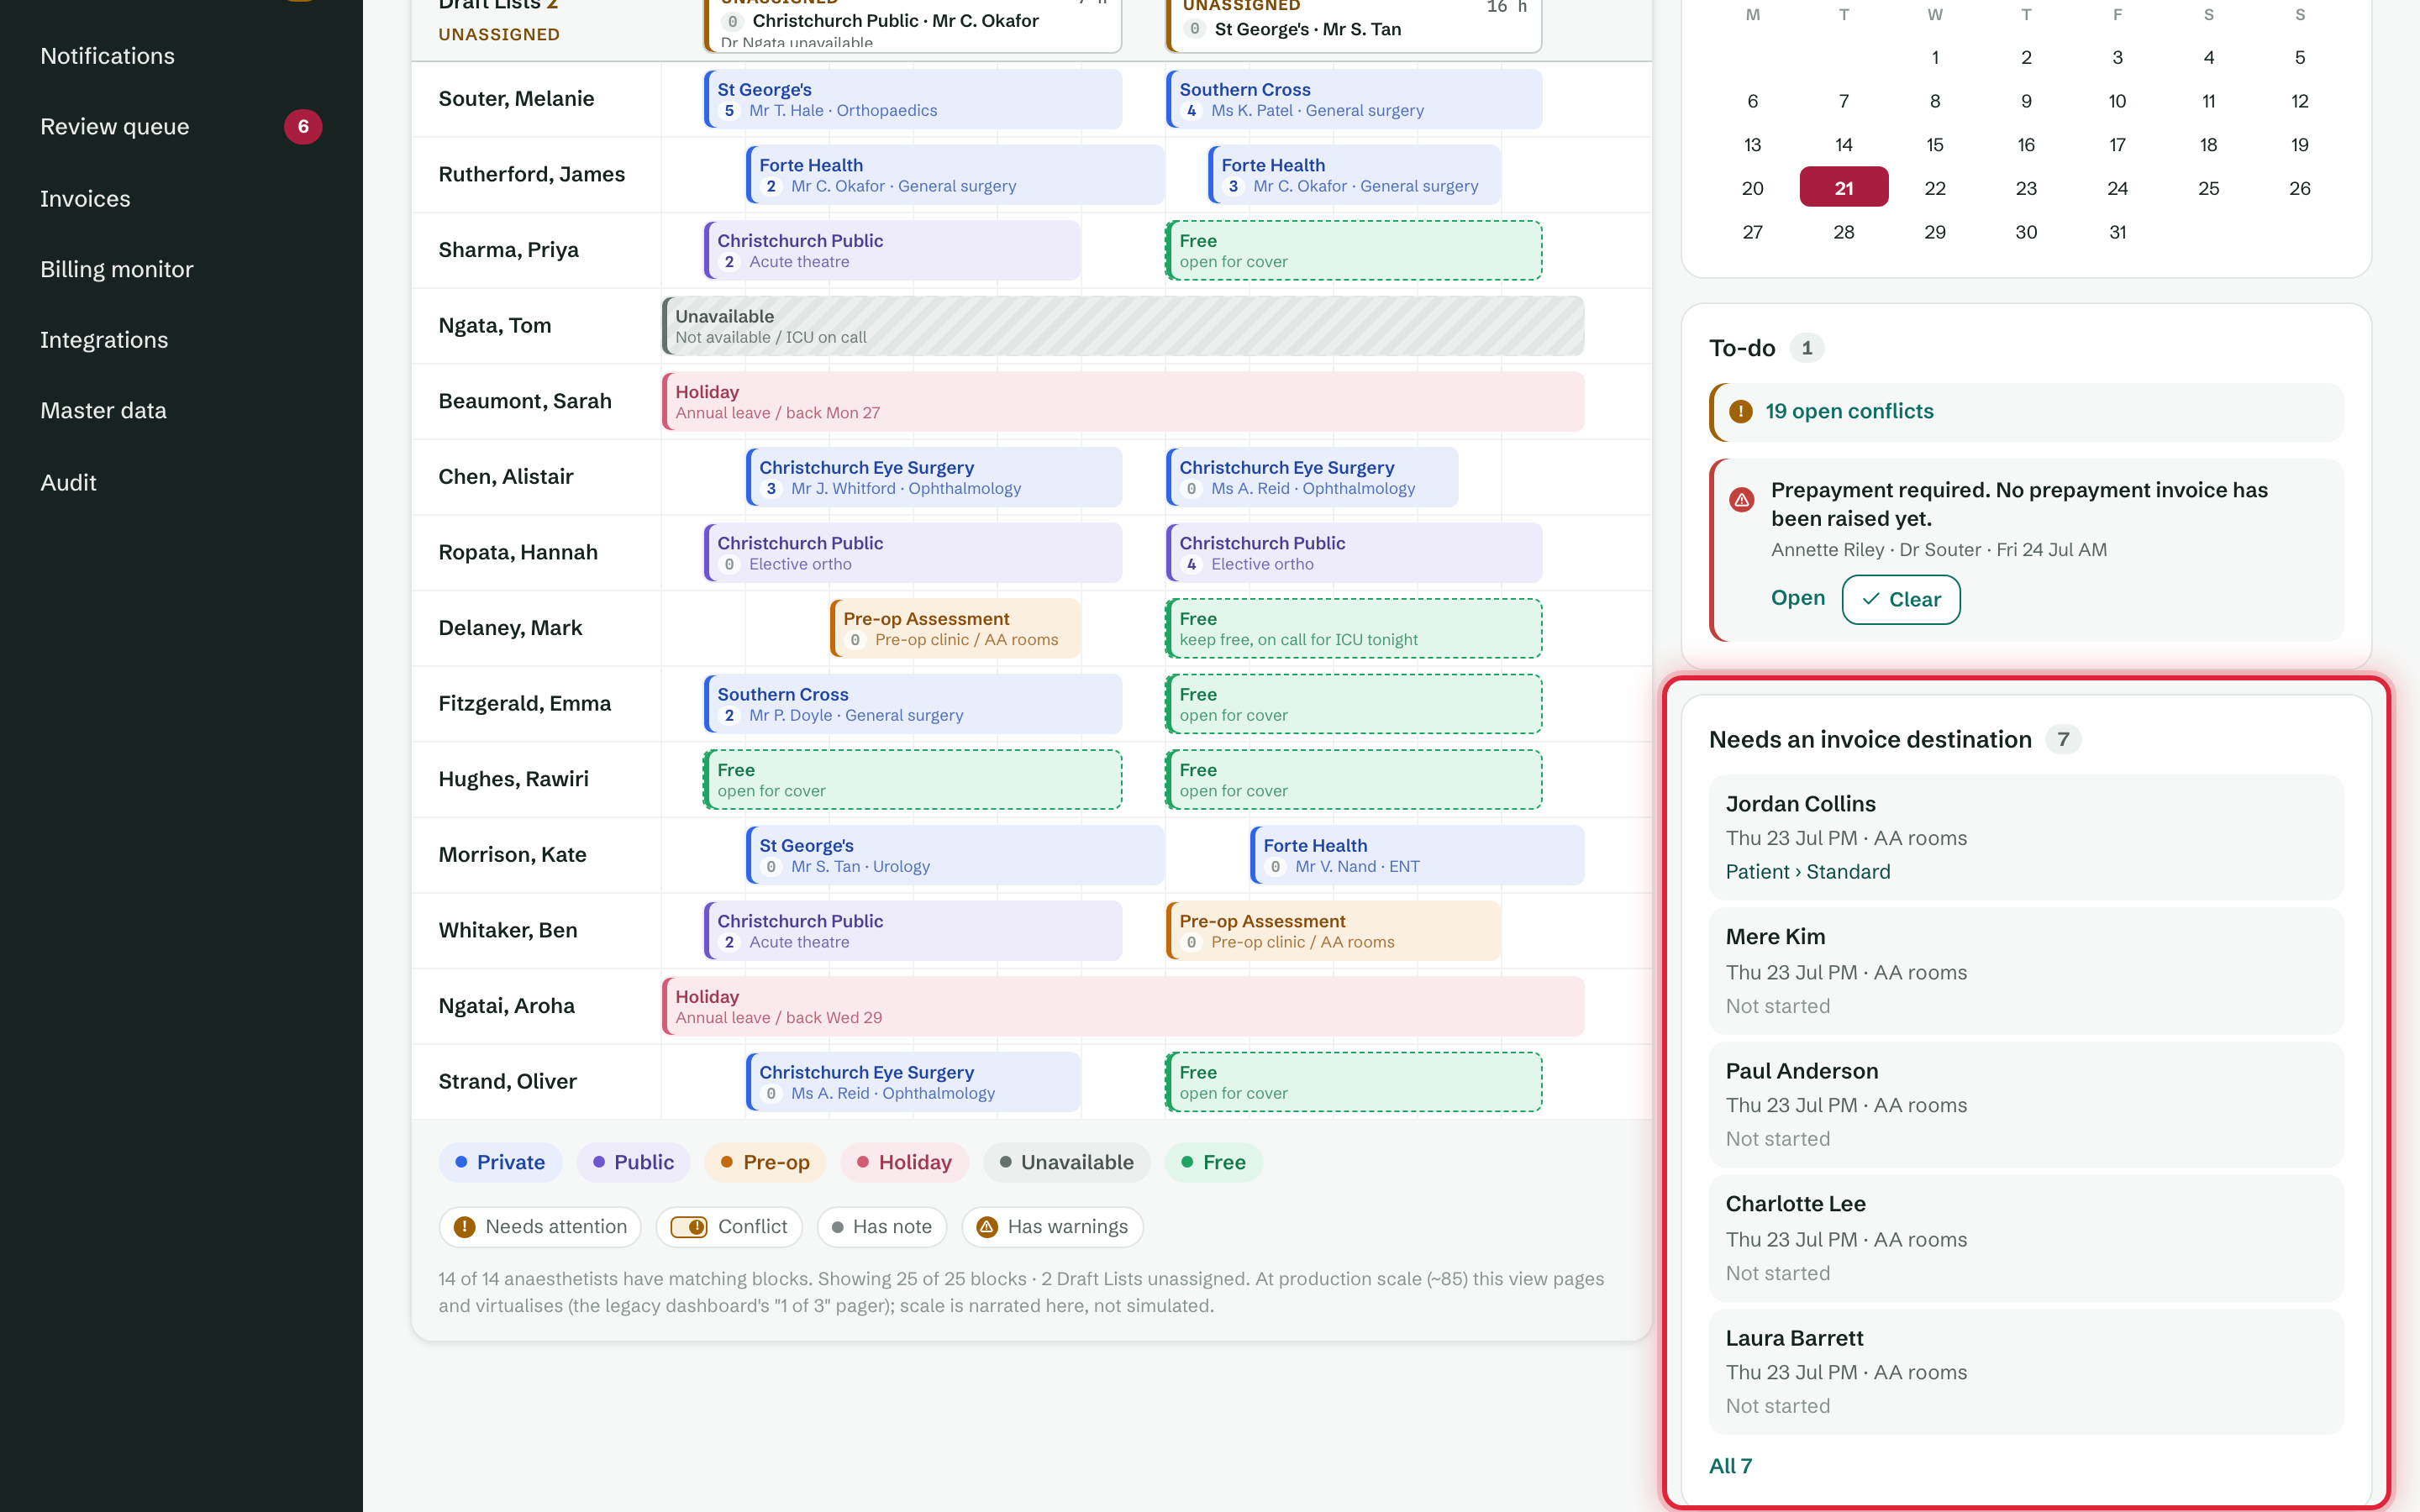 Draft Lists 2
UNASSIGNED
UNASSIGNED
0 Christchurch Public · Mr C. Okafor
Dr Ngata unavailable
UNASSIGNED
16 h
0 St George's · Mr S. Tan
Notifications
Review queue 6
Invoices
Billing monitor
Integrations
Master data
Audit
Souter, Melanie
St George's
5 Mr T. Hale · Orthopaedics
Southern Cross
4 Ms K. Patel · General surgery
Rutherford, James
Forte Health
2 Mr C. Okafor · General surgery
Forte Health
3 Mr C. Okafor · General surgery
Sharma, Priya
Christchurch Public
2 Acute theatre
Free
open for cover
Ngata, Tom
Unavailable
Not available / ICU on call
Beaumont, Sarah
Holiday
Annual leave / back Mon 27
Chen, Alistair
Christchurch Eye Surgery
3 Mr J. Whitford · Ophthalmology
Christchurch Eye Surgery
0 Ms A. Reid · Ophthalmology
Ropata, Hannah
Christchurch Public
0 Elective ortho
Christchurch Public
4 Elective ortho
Delaney, Mark
Pre-op Assessment
0 Pre-op clinic / AA rooms
Free
keep free, on call for ICU tonight
Fitzgerald, Emma
Southern Cross
2 Mr P. Doyle · General surgery
Free
open for cover
Hughes, Rawiri
Free
open for cover
Free
open for cover
Morrison, Kate
St George's
0 Mr S. Tan · Urology
Forte Health
0 Mr V. Nand · ENT
Whitaker, Ben
Christchurch Public
2 Acute theatre
Pre-op Assessment
0 Pre-op clinic / AA rooms
Ngatai, Aroha
Holiday
Annual leave / back Wed 29
Strand, Oliver
Christchurch Eye Surgery
0 Ms A. Reid · Ophthalmology
Free
open for cover
Private Public Pre-op Holiday Unavailable Free
Needs attention Conflict Has note Has warnings
14 of 14 anaesthetists have matching blocks. Showing 25 of 25 blocks · 2 Draft Lists unassigned. At production scale (~85) this view pages
and virtualises (the legacy dashboard's "1 of 3" pager); scale is narrated here, not simulated.
M T W T F S S
1 2 3 4 5
6 7 8 9 10 11 12
13 14 15 16 17 18 19
20 21 22 23 24 25 26
27 28 29 30 31
To-do 1
19 open conflicts
Prepayment required. No prepayment invoice has
been raised yet.
Annette Riley · Dr Souter · Fri 24 Jul AM
Open Clear
Needs an invoice destination 7
Jordan Collins
Thu 23 Jul PM · AA rooms
Patient › Standard
Mere Kim
Thu 23 Jul PM · AA rooms
Not started
Paul Anderson
Thu 23 Jul PM · AA rooms
Not started
Charlotte Lee
Thu 23 Jul PM · AA rooms
Not started
Laura Barrett
Thu 23 Jul PM · AA rooms
Not started
All 7